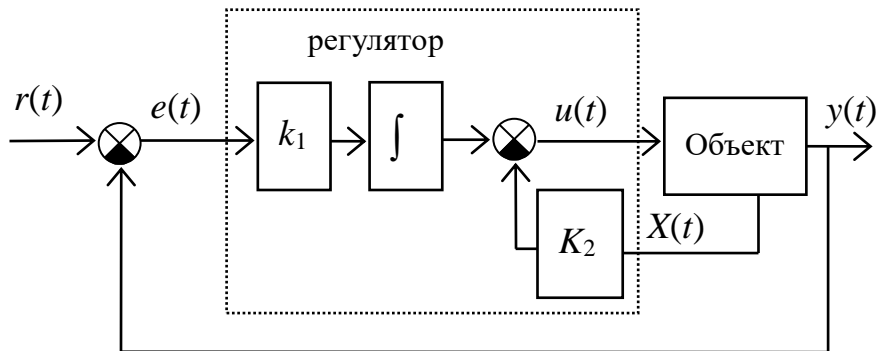 регулятор
r(t)
e(t)
k₁
∫
u(t)
Объект
y(t)
K₂
X(t)